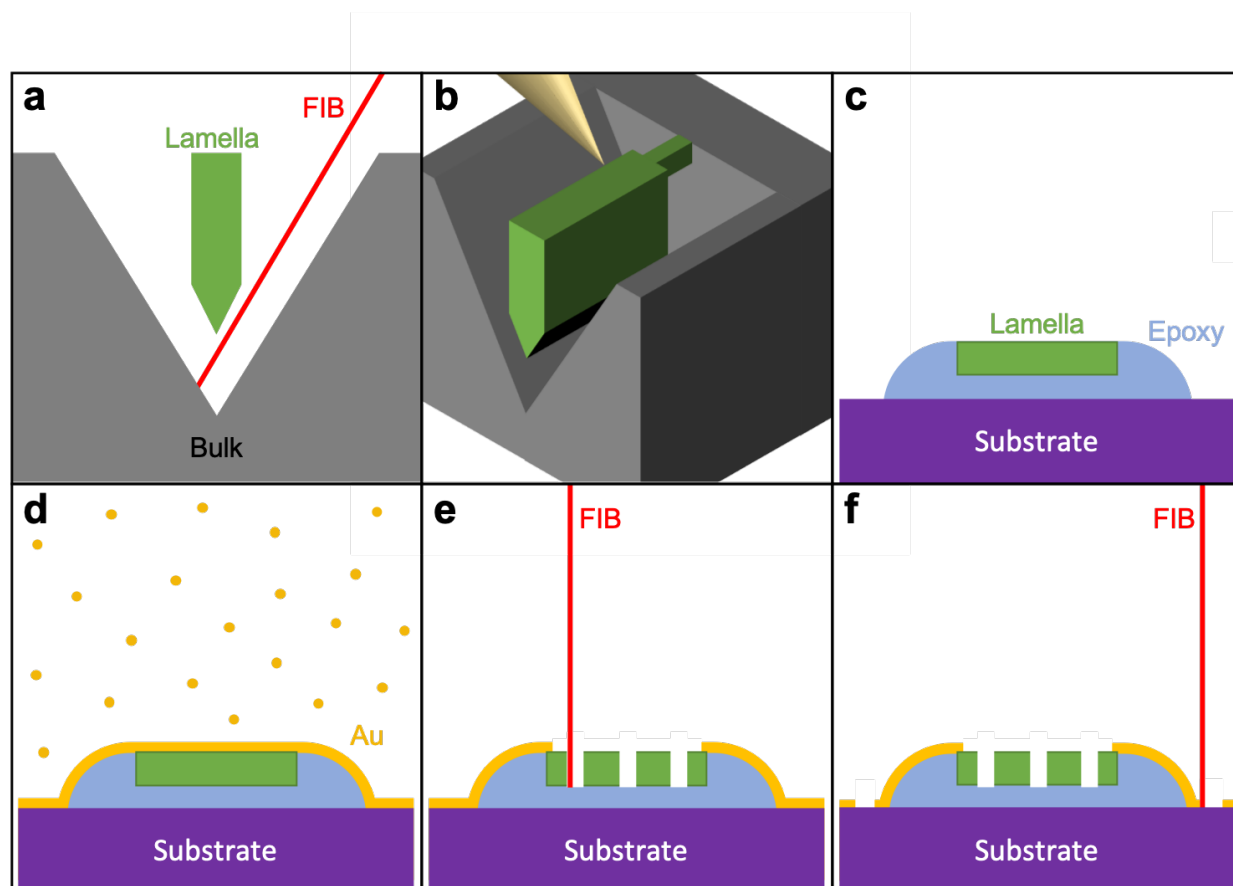 a
FIB
Lamella
Bulk
b
c
Lamella
Epoxy
Substrate
d
Au
Substrate
e
FIB
Substrate
f
FIB
Substrate